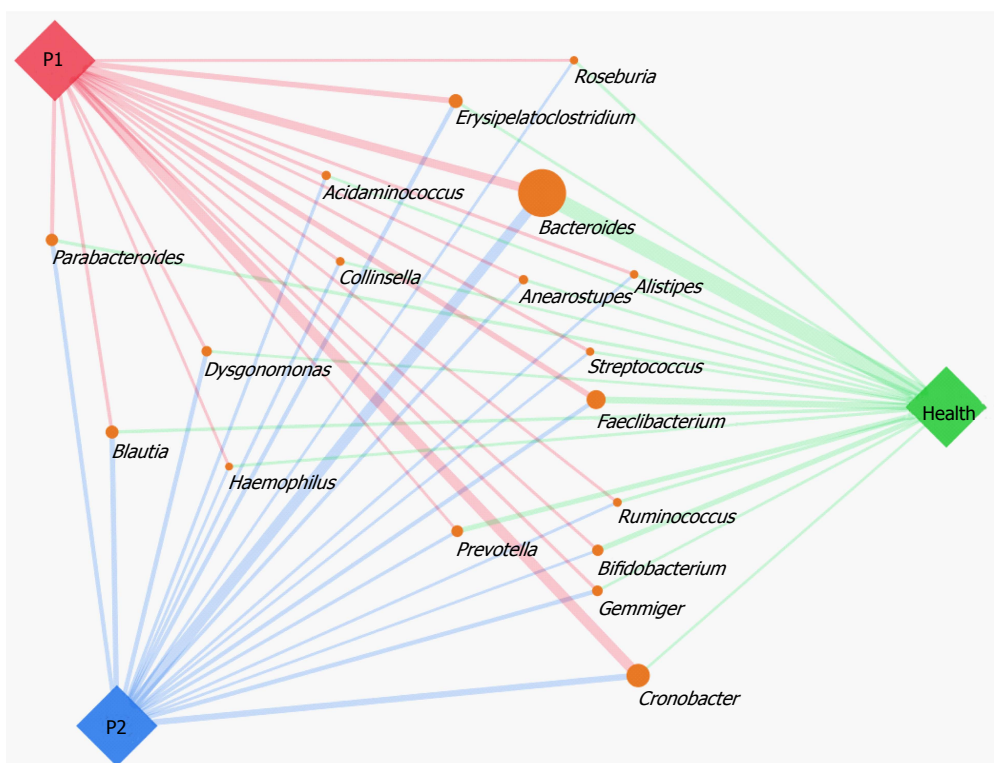 P1
Roseburia
Erysipelatoclostridium
Acidaminococcus
Bacteroides
Parabacteroides
Collinsella
Anearostupes
Alistipes
Dysgonomonas
Streptococcus
Health
Faeclibacterium
Blautia
Haemophilus
Ruminococcus
Prevotella
Bifidobacterium
Gemmiger
Cronobacter
P2